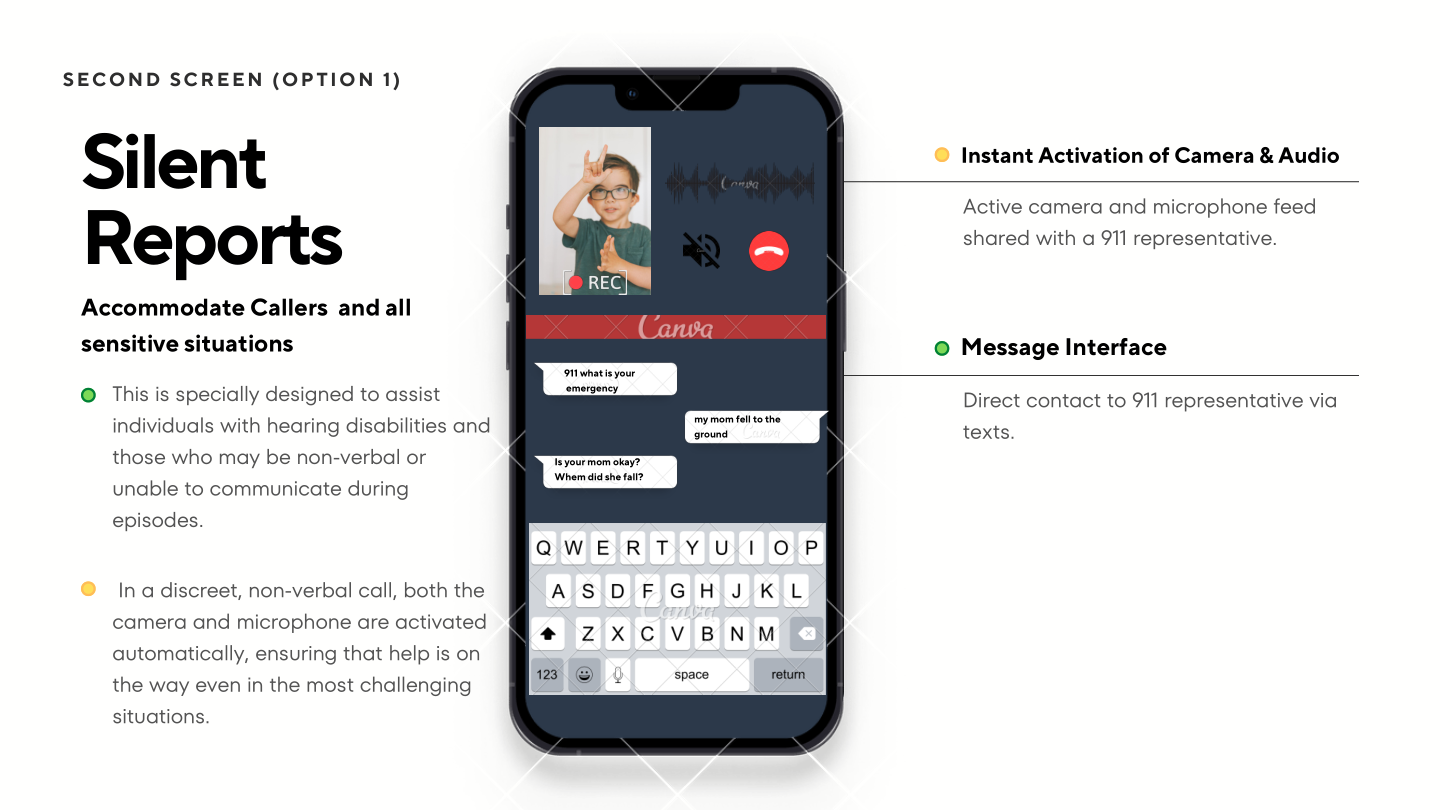 SECOND SCREEN (OPTION 1)
Silent
Reports
Accommodate Callers and all
sensitive situations
This is specially designed to assist
individuals with hearing disabilities and
those who may be non-verbal or
unable to communicate during
episodes.
In a discreet, non-verbal call, both the
camera and microphone are activated
automatically, ensuring that help is on
the way even in the most challenging
situations.
Canva
REC
Canva
911 what is your
emergency
my mom fell to the
ground
Canva
Is your mom okay?
Whem did she fall?
Q W E R T Y U I O P
A S D F G H J K L
Canva
Z X C V B N M
123 space return
Instant Activation of Camera & Audio
Active camera and microphone feed
shared with a 911 representative.
Message Interface
Direct contact to 911 representative via
texts.